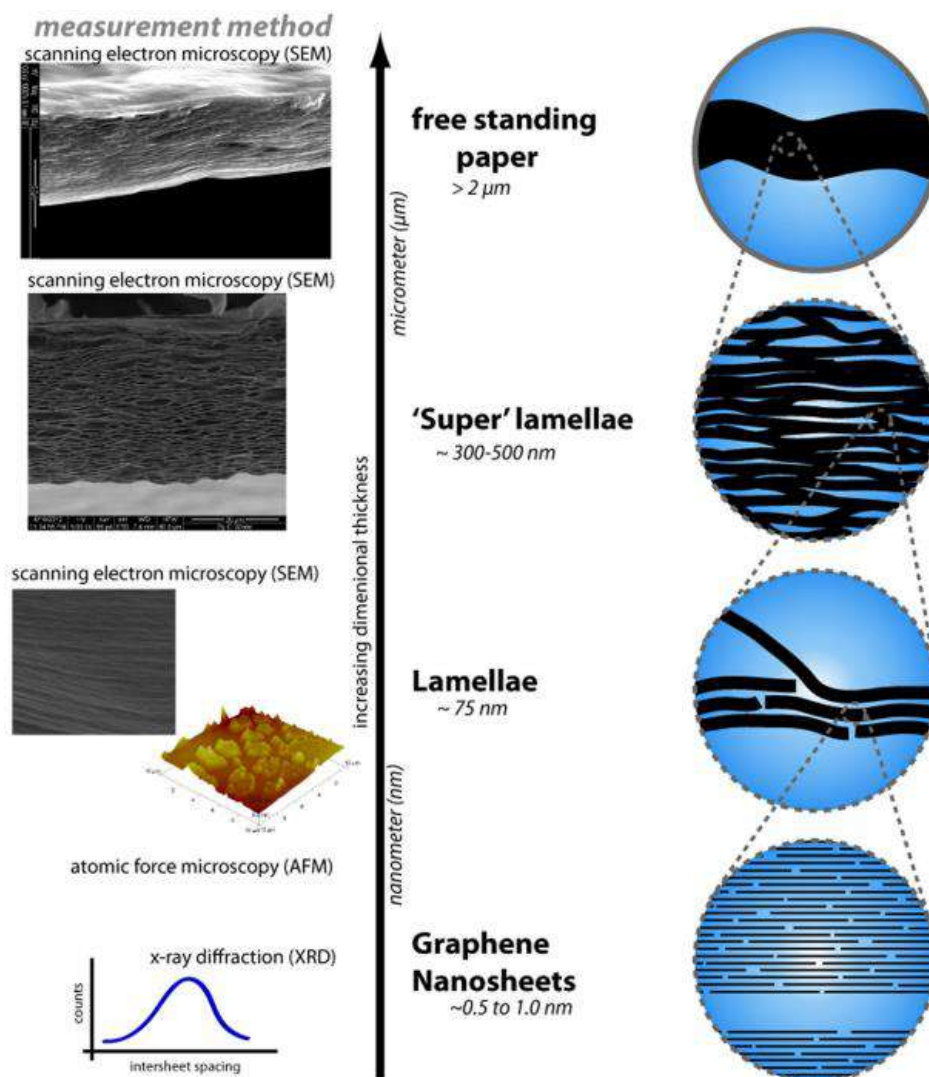 measurement method
scanning electron microscopy (SEM)
free standing
paper
> 2 µm
micrometer (µm)
scanning electron microscopy (SEM)
'Super' lamellae
~ 300-500 nm
increasing dimenional thickness
scanning electron microscopy (SEM)
Lamellae
~ 75 nm
nanometer (nm)
atomic force microscopy (AFM)
Graphene
Nanosheets
~0.5 to 1.0 nm
x-ray diffraction (XRD)
counts
intersheet spacing